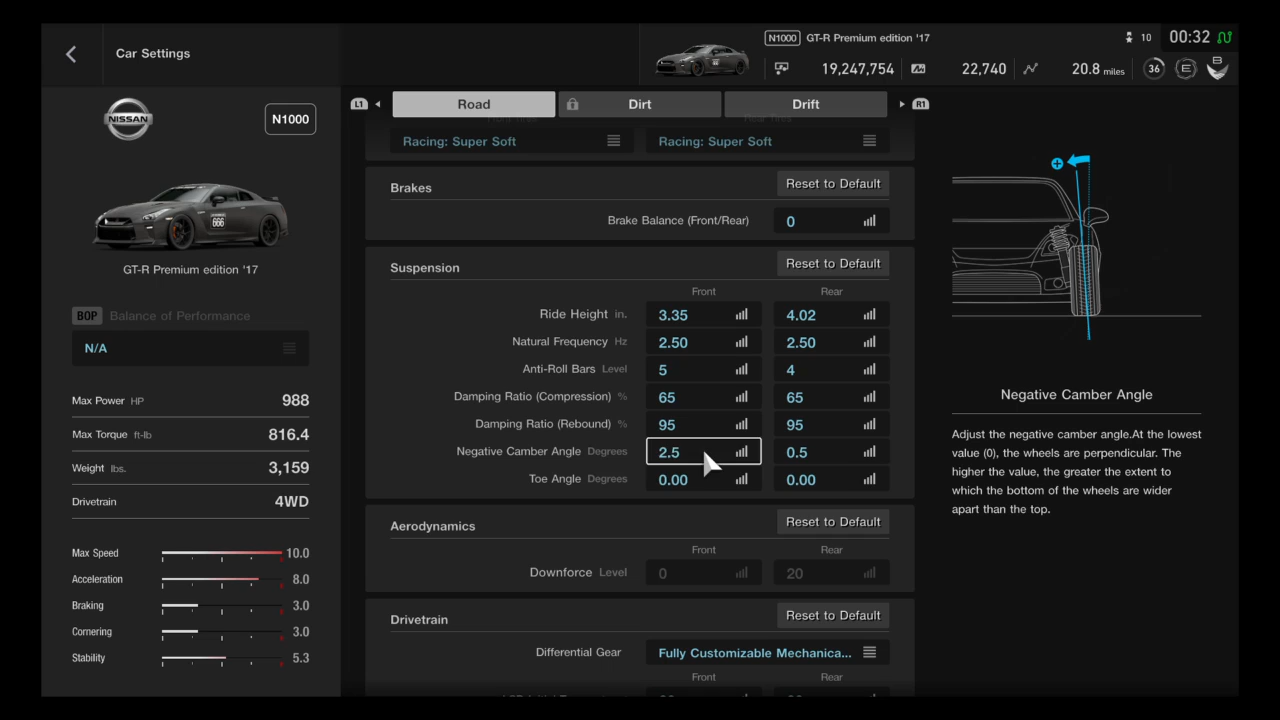 Car Settings
N1000 GT-R Premium edition '17
10 00:32
19,247,754 22,740 20.8 miles 36 E B
NISSAN
N1000
666
GT-R Premium edition '17
BOP Balance of Performance
N/A
Max Power HP 988
Max Torque ft-lb 816.4
Weight lbs. 3,159
Drivetrain 4WD
Max Speed 10.0
Acceleration 8.0
Braking 3.0
Cornering 3.0
Stability 5.3
L1 Road Dirt Drift R1
Front Tires Rear Tires
Racing: Super Soft Racing: Super Soft
Brakes Reset to Default
Brake Balance (Front/Rear) 0
Suspension Reset to Default
Front Rear
Ride Height in. 3.35 4.02
Natural Frequency Hz 2.50 2.50
Anti-Roll Bars Level 5 4
Damping Ratio (Compression) % 65 65
Damping Ratio (Rebound) % 95 95
Negative Camber Angle Degrees 2.5 0.5
Toe Angle Degrees 0.00 0.00
Aerodynamics Reset to Default
Front Rear
Downforce Level 0 20
Drivetrain Reset to Default
Differential Gear Fully Customizable Mechanica...
Front Rear
Negative Camber Angle
Adjust the negative camber angle.At the lowest
value (0), the wheels are perpendicular. The
higher the value, the greater the extent to
which the bottom of the wheels are wider
apart than the top.